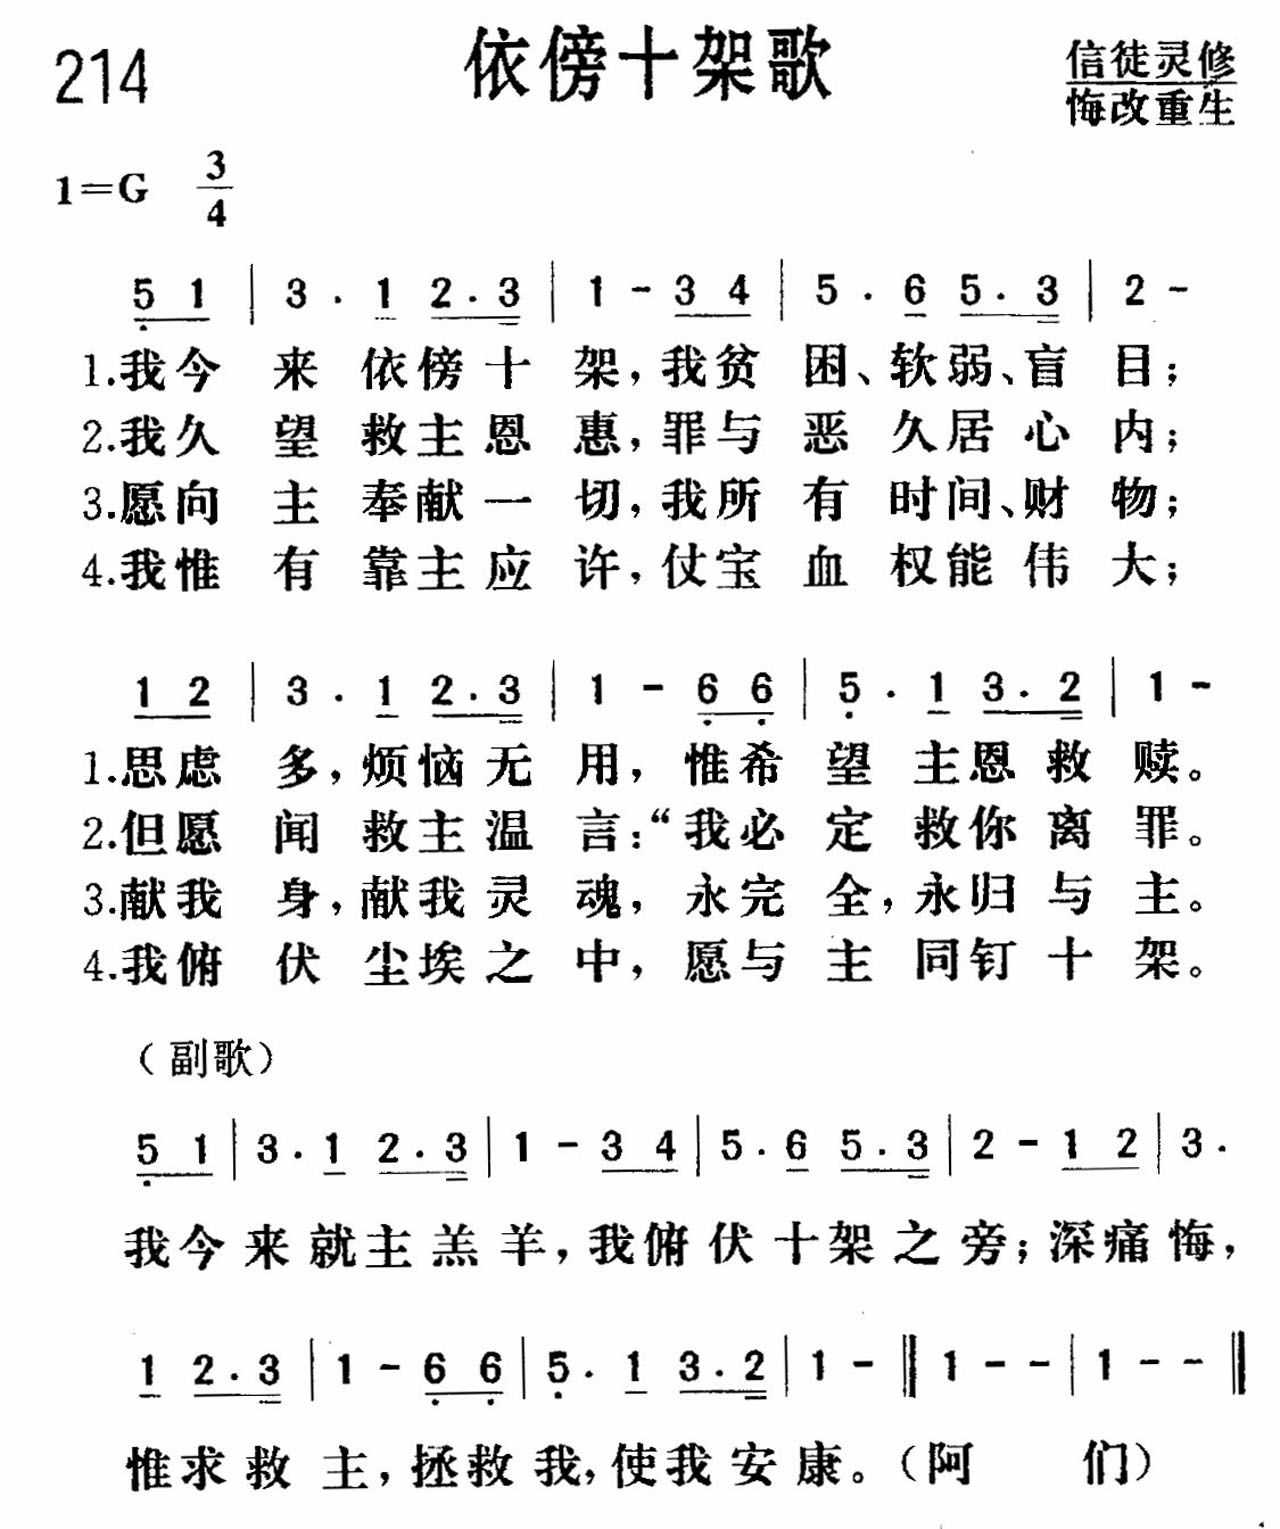 214
依傍十架歌
信徒灵修
悔改重生
1=G 3/4
5 1 | 3 . 1 2 . 3 | 1 - 3 4 | 5 . 6 5 . 3 | 2 -
1.我今来依傍十架，我贫困、软弱、盲目；
2.我久望救主恩惠，罪与恶久居心内；
3.愿向主奉献一切，我所有时间、财物；
4.我惟有靠主应许，仗宝血权能伟大；
1 2 | 3 . 1 2 . 3 | 1 - 6 6 | 5 . 1 3 . 2 | 1 -
1.思虑多，烦恼无用，惟希望主恩救赎。
2.但愿闻救主温言：“我必定救你离罪。
3.献我身，献我灵魂，永完全，永归与主。
4.我俯伏尘埃之中，愿与主同钉十架。
（副歌）
5 1 | 3 . 1 2 . 3 | 1 - 3 4 | 5 . 6 5 . 3 | 2 - 1 2 | 3 .
我今来就主羔羊，我俯伏十架之旁；深痛悔，
1 2 . 3 | 1 - 6 6 | 5 . 1 3 . 2 | 1 - ‖ 1 - - | 1 - - ‖
惟求救主，拯救我，使我安康。（阿们）